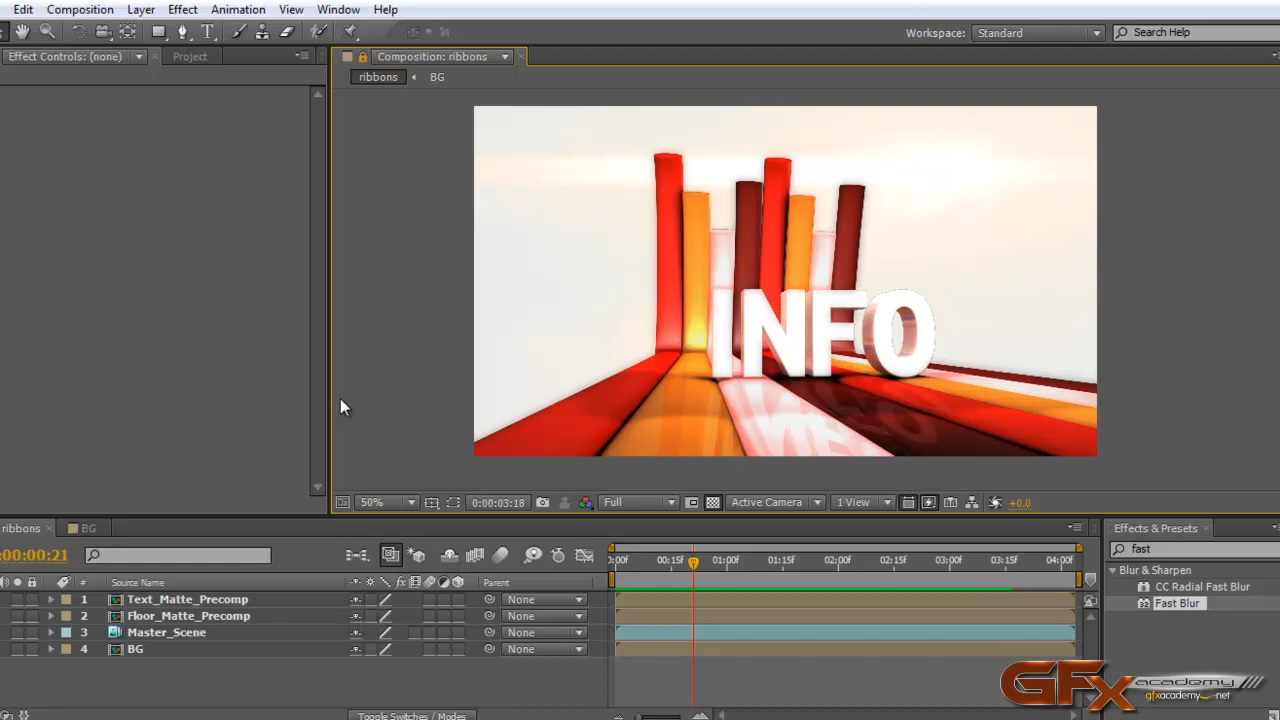 Edit Composition Layer Effect Animation View Window Help
Workspace: Standard Search Help
Effect Controls: (none) Project Composition: ribbons
ribbons BG
INFO
50% 0:00:03:18 Full Active Camera 1 View +0.0
ribbons BG Effects & Presets
00:00:21 fast
:00f 00:15f 01:00f 01:15f 02:00f 02:15f 03:00f 03:15f 04:00f
Blur & Sharpen
# Source Name fx Parent
CC Radial Fast Blur
1 Text_Matte_Precomp None
32 Fast Blur
2 Floor_Matte_Precomp None
3 Master_Scene None
4 BG None
GFx academy
gfxacademy .net
Toggle Switches / Modes